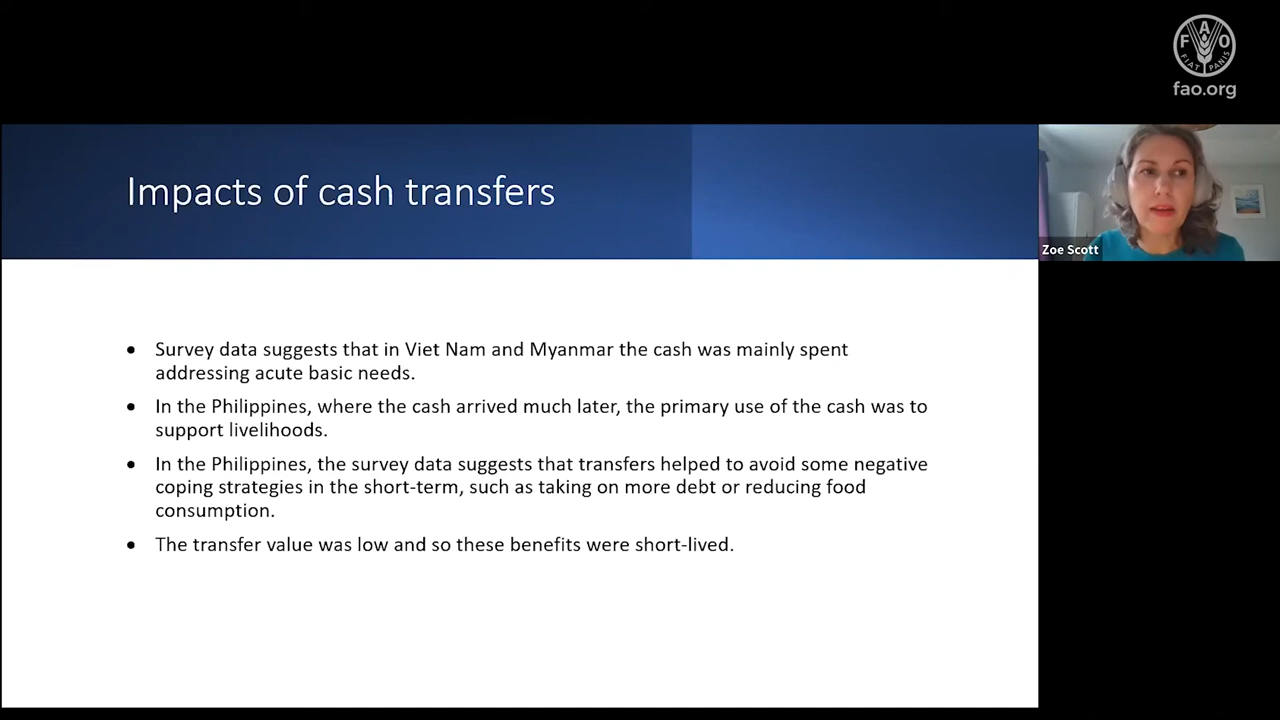 F A O
FIAT PANIS
fao.org
Impacts of cash transfers
Zoe Scott
• Survey data suggests that in Viet Nam and Myanmar the cash was mainly spent
addressing acute basic needs.
• In the Philippines, where the cash arrived much later, the primary use of the cash was to
support livelihoods.
• In the Philippines, the survey data suggests that transfers helped to avoid some negative
coping strategies in the short-term, such as taking on more debt or reducing food
consumption.
• The transfer value was low and so these benefits were short-lived.